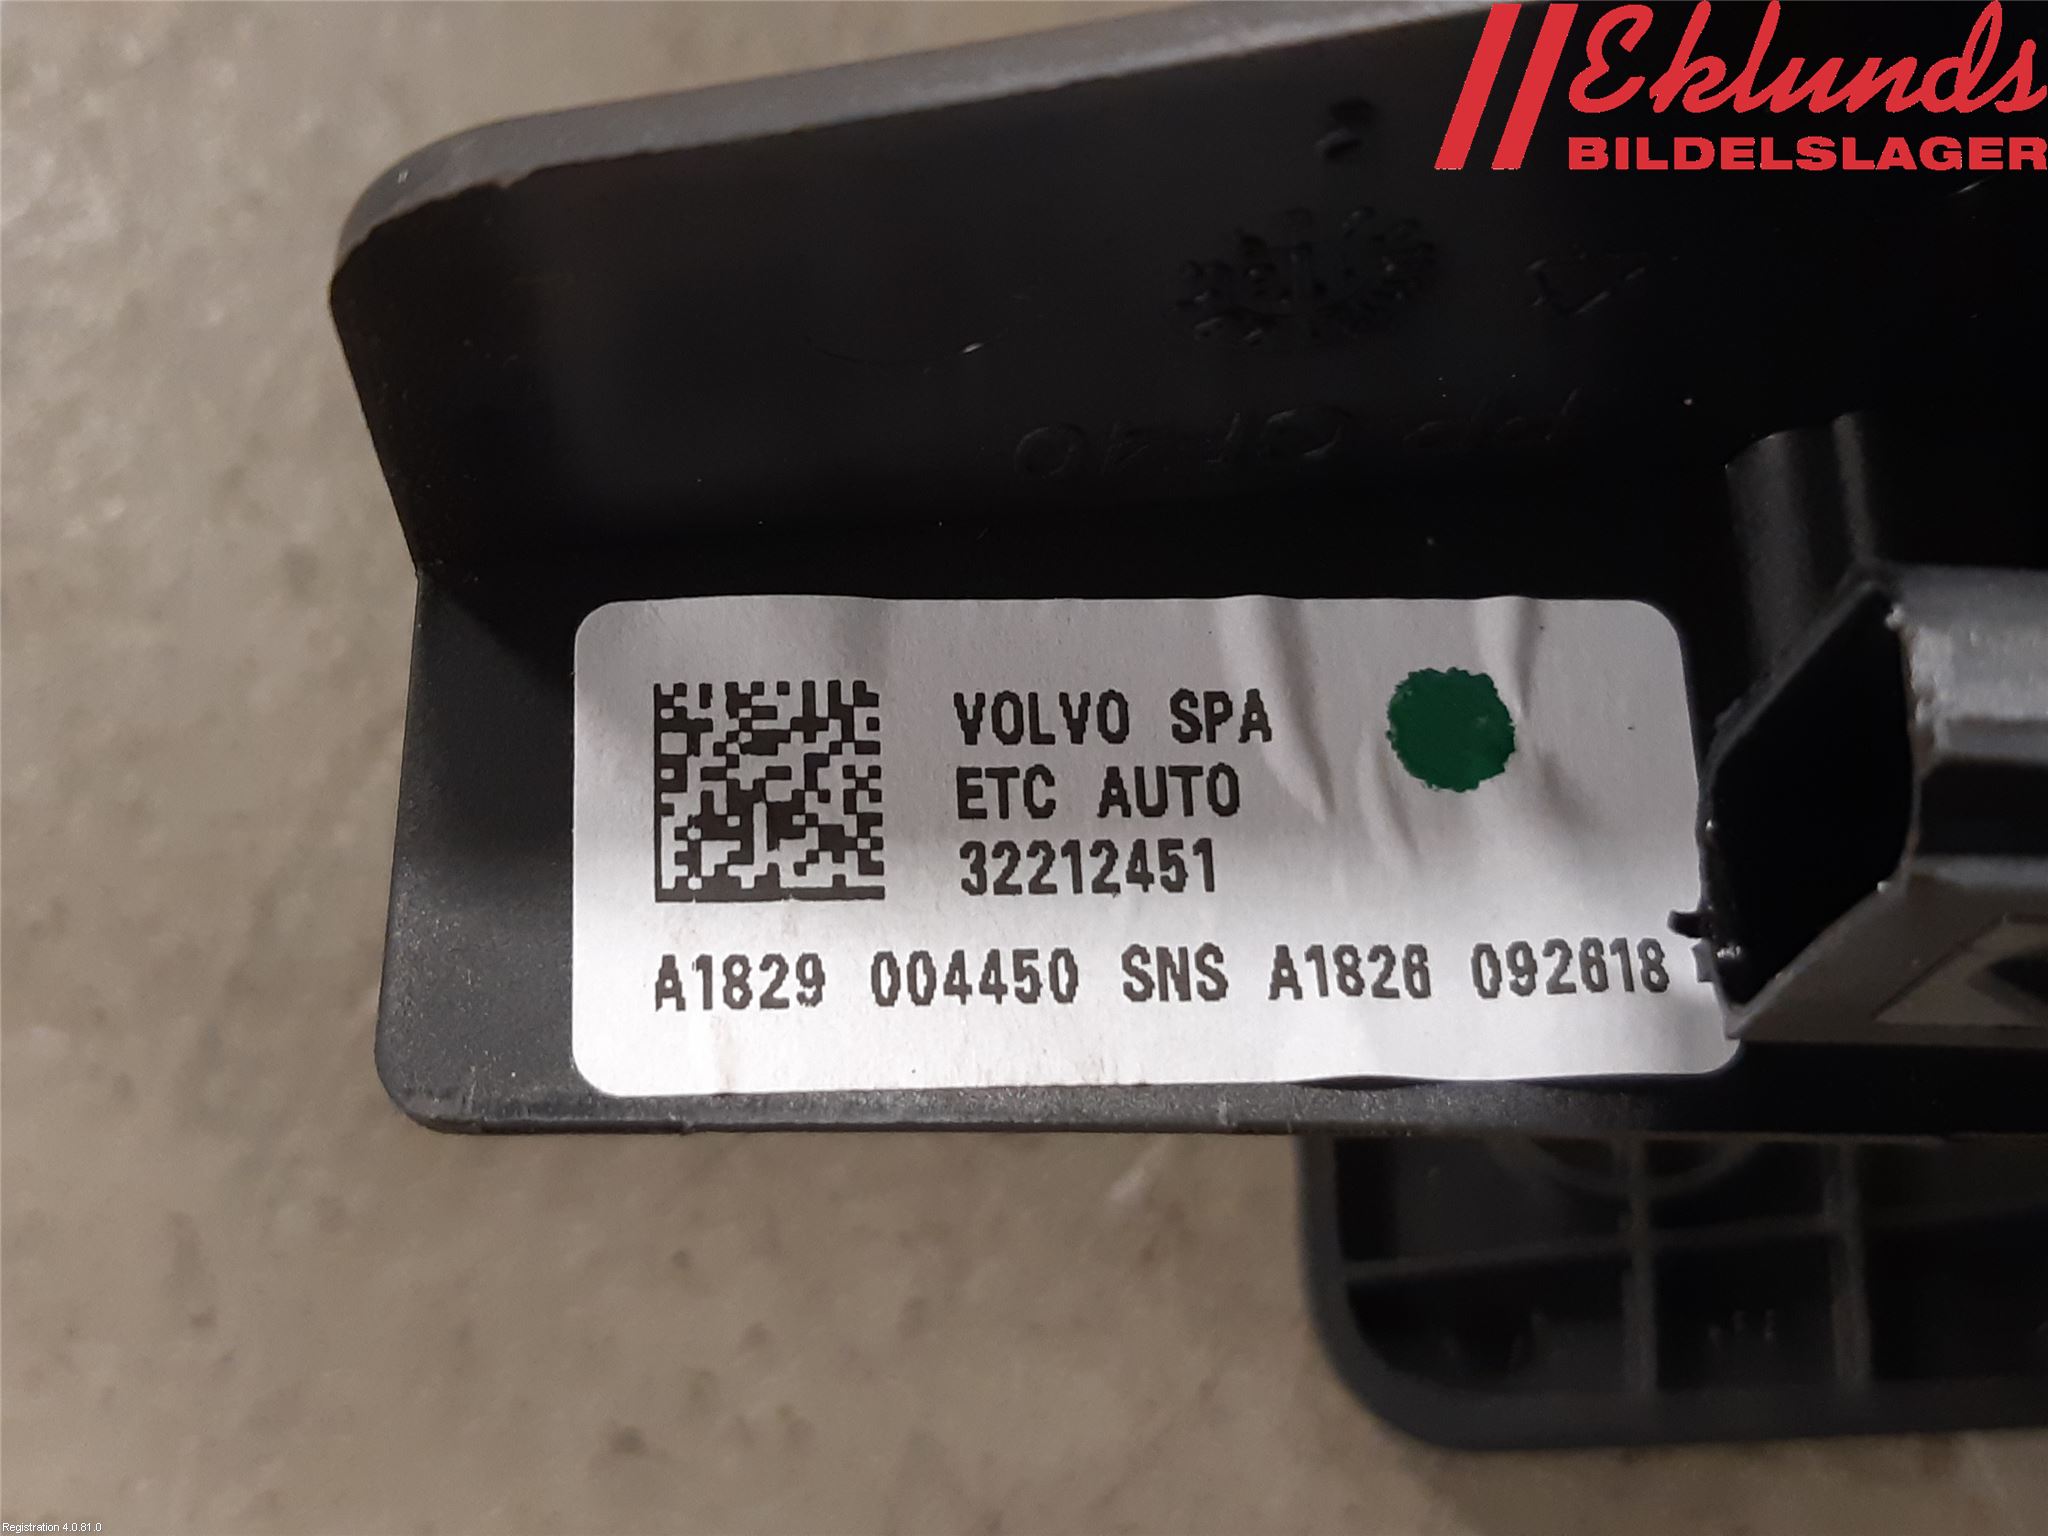 Eklunds
BILDELSLAGER
VOLVO SPA
ETC AUTO
32212451
A1829 004450 SNS A1826 092618
Registration 4.0.81.0